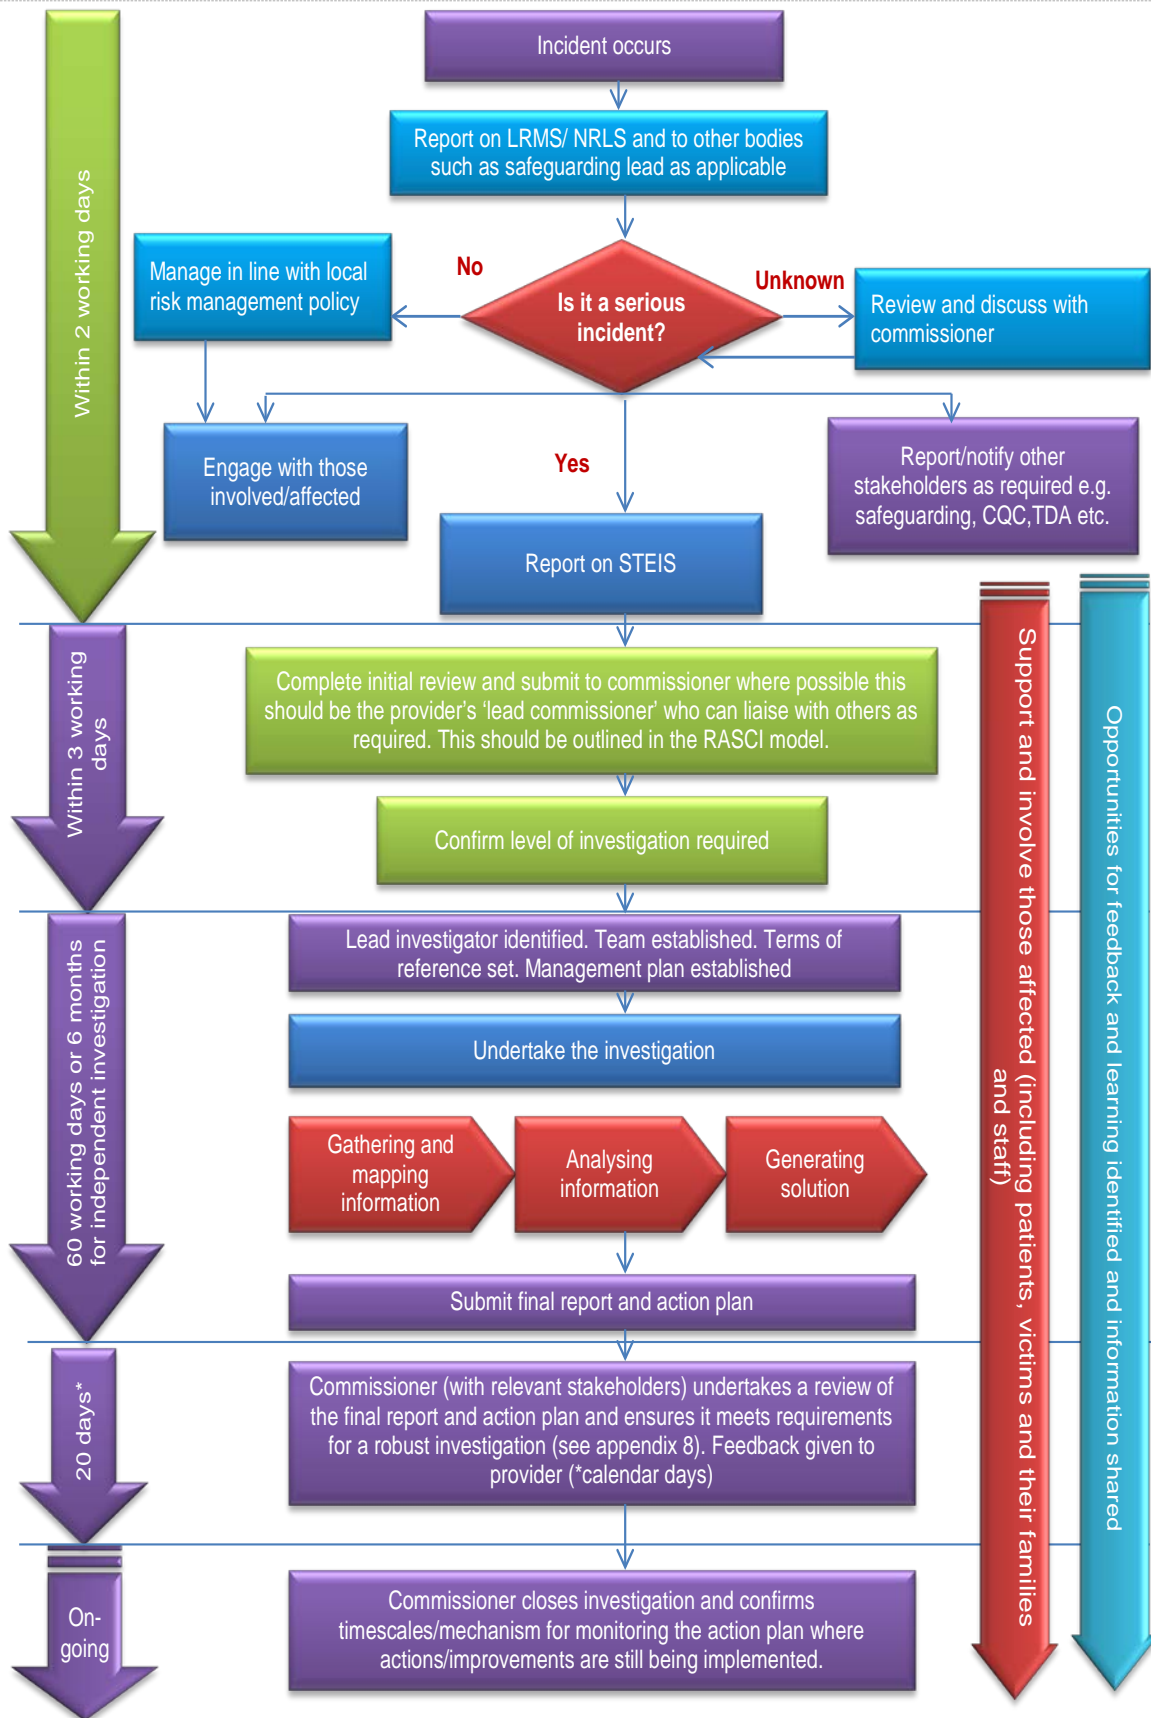 Incident occurs
Report on LRMS/ NRLS and to other bodies
such as safeguarding lead as applicable
Within 2 working days
Manage in line with local
risk management policy
No
Is it a serious
incident?
Unknown
Review and discuss with
commissioner
Engage with those
involved/affected
Yes
Report/notify other
stakeholders as required e.g.
safeguarding, CQC,TDA etc.
Report on STEIS
Within 3 working
days
Complete initial review and submit to commissioner where possible this
should be the provider’s ‘lead commissioner’ who can liaise with others as
required. This should be outlined in the RASCI model.
Confirm level of investigation required
60 working days or 6 months
for independent investigation
Lead investigator identified. Team established. Terms of
reference set. Management plan established
Undertake the investigation
Gathering and
mapping
information
Analysing
information
Generating
solution
Submit final report and action plan
20 days*
Commissioner (with relevant stakeholders) undertakes a review of
the final report and action plan and ensures it meets requirements
for a robust investigation (see appendix 8). Feedback given to
provider (*calendar days)
On-
going
Commissioner closes investigation and confirms
timescales/mechanism for monitoring the action plan where
actions/improvements are still being implemented.
Support and involve those affected (including patients, victims and their families
and staff)
Opportunities for feedback and learning identified and information shared